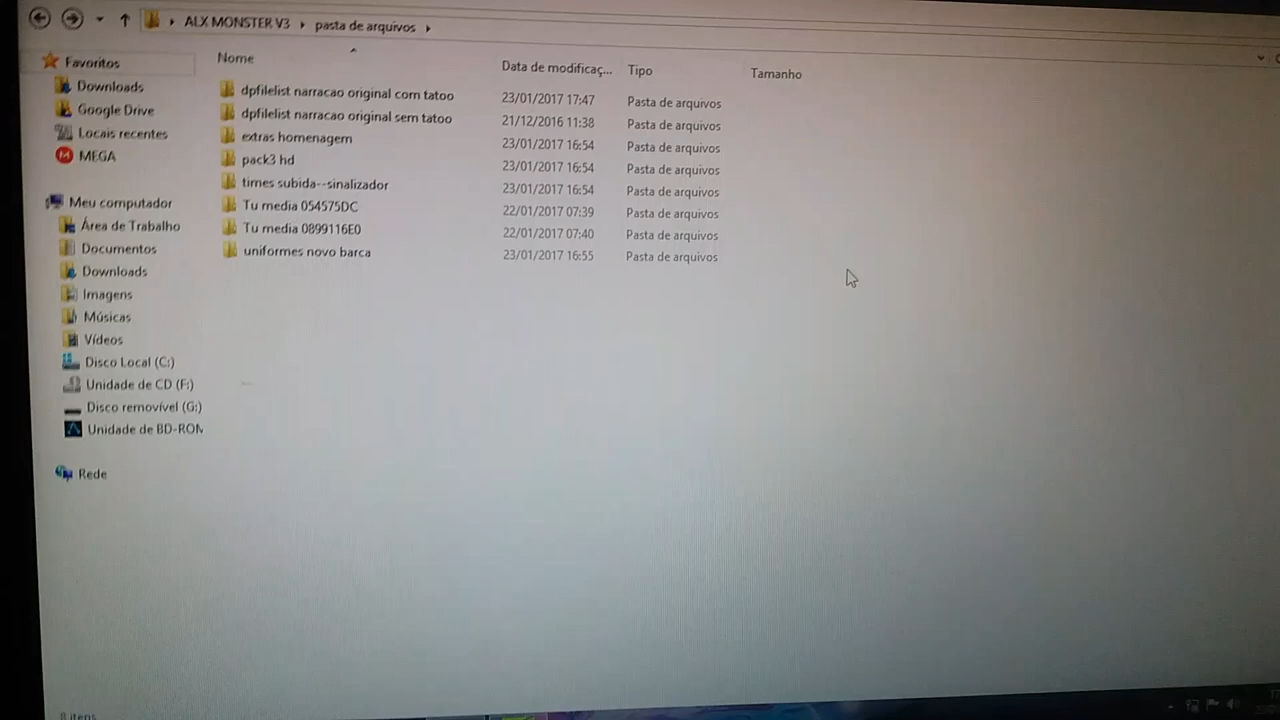 ALX MONSTER V3 pasta de arquivos
Nome Data de modificaç... Tipo Tamanho
dpfilelist narracao original com tatoo 23/01/2017 17:47 Pasta de arquivos
dpfilelist narracao original sem tatoo 21/12/2016 11:38 Pasta de arquivos
extras homenagem 23/01/2017 16:54 Pasta de arquivos
pack3 hd 23/01/2017 16:54 Pasta de arquivos
times subida--sinalizador 23/01/2017 16:54 Pasta de arquivos
Tu media 054575DC 22/01/2017 07:39 Pasta de arquivos
Tu media 0899116E0 22/01/2017 07:40 Pasta de arquivos
uniformes novo barca 23/01/2017 16:55 Pasta de arquivos
Favoritos
Downloads
Google Drive
Locais recentes
MEGA
Meu computador
Área de Trabalho
Documentos
Downloads
Imagens
Músicas
Vídeos
Disco Local (C:)
Unidade de CD (F:)
Disco removível (G:)
Unidade de BD-ROM
Rede
8 itens